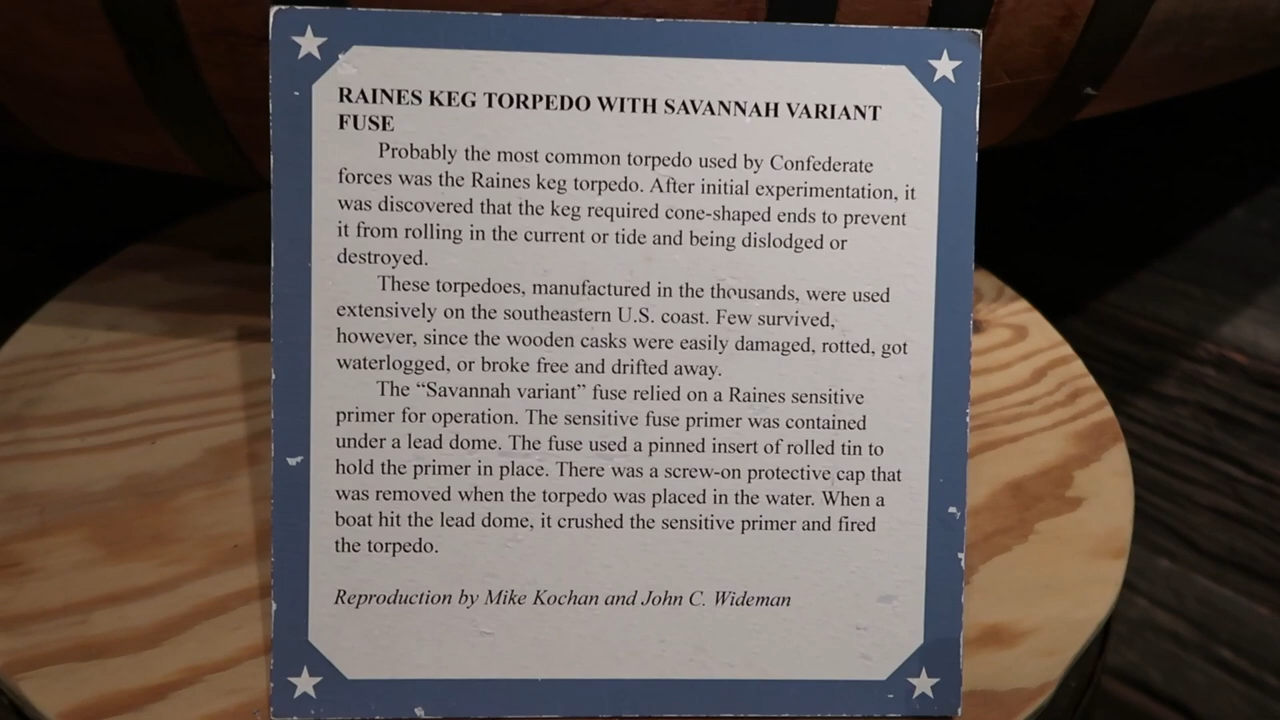 RAINES KEG TORPEDO WITH SAVANNAH VARIANT
FUSE
Probably the most common torpedo used by Confederate
forces was the Raines keg torpedo. After initial experimentation, it
was discovered that the keg required cone-shaped ends to prevent
it from rolling in the current or tide and being dislodged or
destroyed.
These torpedoes, manufactured in the thousands, were used
extensively on the southeastern U.S. coast. Few survived,
however, since the wooden casks were easily damaged, rotted, got
waterlogged, or broke free and drifted away.
The “Savannah variant” fuse relied on a Raines sensitive
primer for operation. The sensitive fuse primer was contained
under a lead dome. The fuse used a pinned insert of rolled tin to
hold the primer in place. There was a screw-on protective cap that
was removed when the torpedo was placed in the water. When a
boat hit the lead dome, it crushed the sensitive primer and fired
the torpedo.
Reproduction by Mike Kochan and John C. Wideman